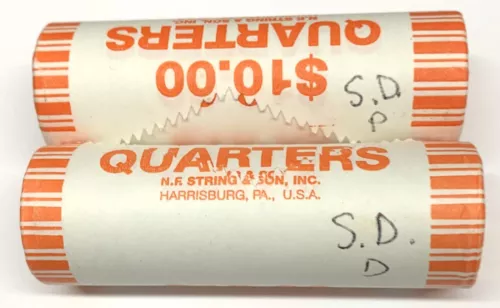 N.F. STRING & SON, INC.
QUARTERS
$10.00
S.D.
P
QUARTERS
N.F. STRING & SON, INC.
HARRISBURG, PA., U.S.A.
S.D.
D